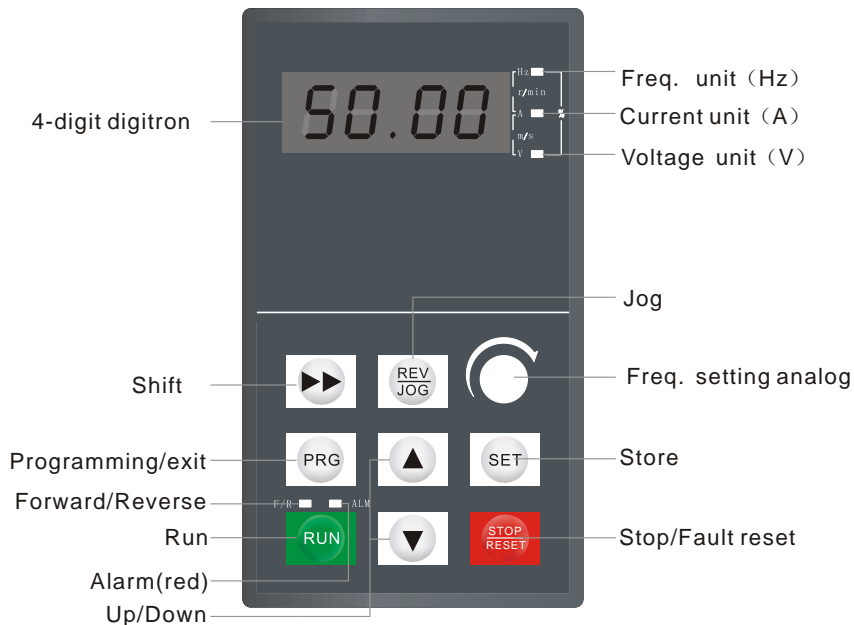 50.00
Hz
r/min
A
m/s
V
%
Freq. unit（Hz）
Current unit（A）
Voltage unit（V）
4-digit digitron
Jog
REV
JOG
Shift
Freq. setting analog
Programming/exit
PRG
SET
Store
Forward/Reverse
F/R
ALM
Run
RUN
STOP
RESET
Stop/Fault reset
Alarm(red)
Up/Down